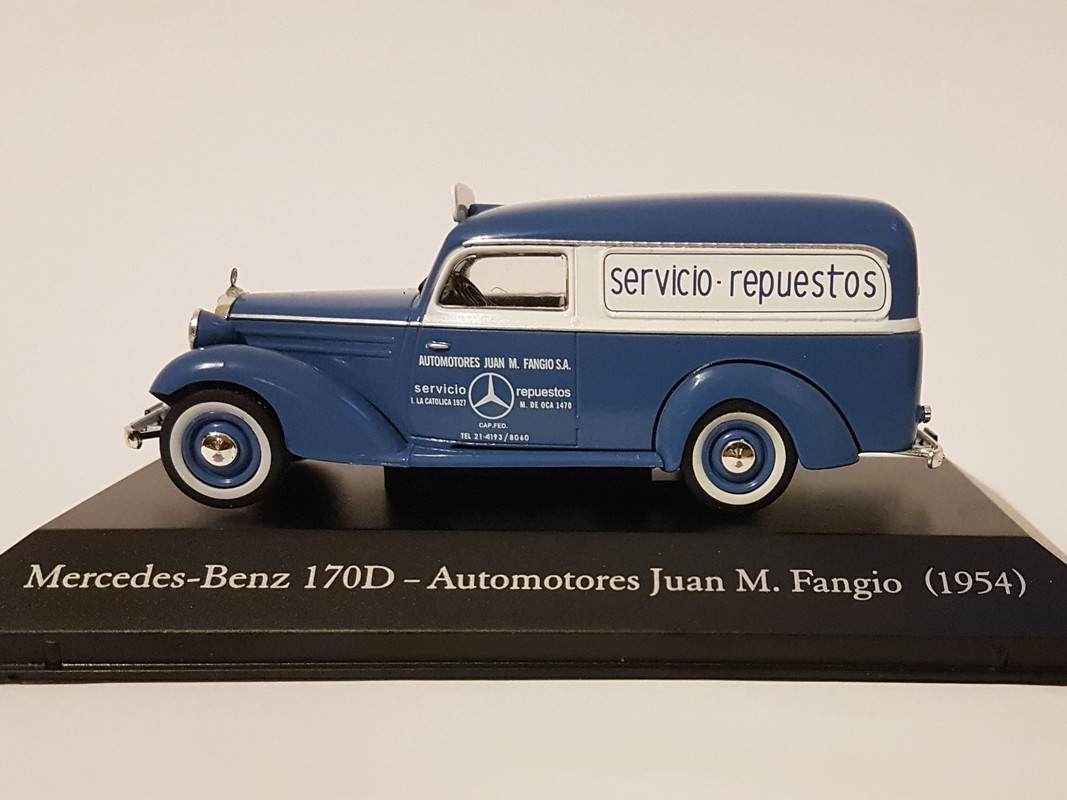 servicio - repuestos
AUTOMOTORES JUAN M. FANGIO S.A.
servicio repuestos
I. LA CATOLICA 1927 M. DE OCA 1470
CAP. FED.
TEL 21-4193/8060
Mercedes-Benz 170D – Automotores Juan M. Fangio (1954)